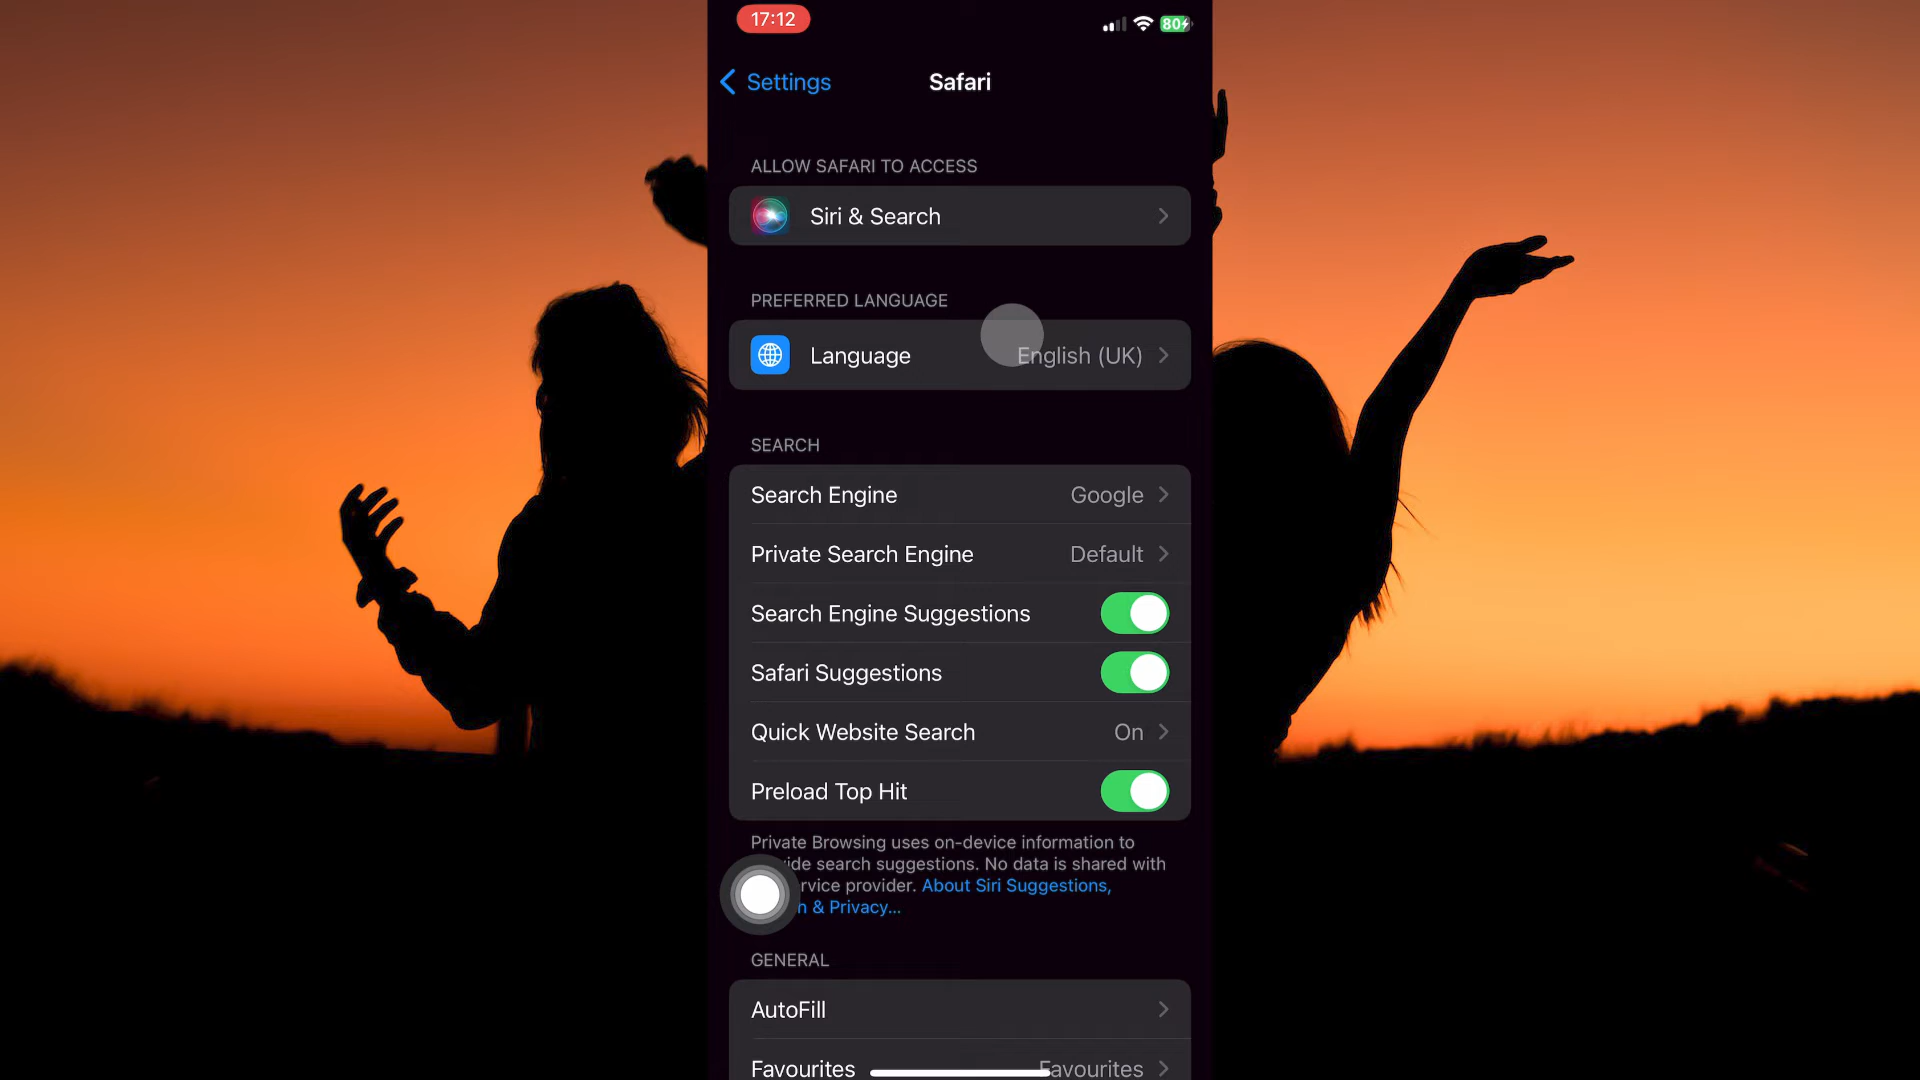 17:12
80
Settings
Safari
ALLOW SAFARI TO ACCESS
Siri & Search
PREFERRED LANGUAGE
Language English (UK)
SEARCH
Search Engine Google
Private Search Engine Default
Search Engine Suggestions
Safari Suggestions
Quick Website Search On
Preload Top Hit
Private Browsing uses on-device information to
search suggestions. No data is shared with
provider. About Siri Suggestions,
& Privacy...
GENERAL
AutoFill
Favourites Favourites